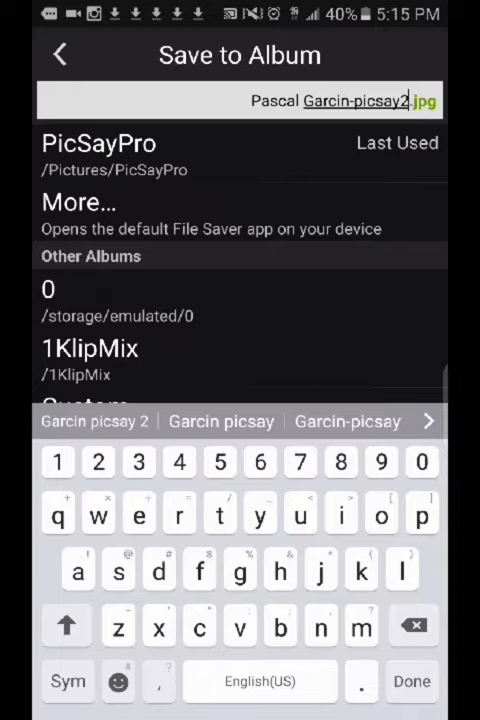 40% 5:15 PM
Save to Album
Pascal Garcin-picsay2.jpg
PicSayPro Last Used
/Pictures/PicSayPro
More...
Opens the default File Saver app on your device
Other Albums
0
/storage/emulated/0
1KlipMix
/1KlipMix
Custom
Garcin picsay 2 Garcin picsay Garcin-picsay
1 2 3 4 5 6 7 8 9 0
q w e r t y u i o p
a s d f g h j k l
z x c v b n m
Sym , English(US) . Done